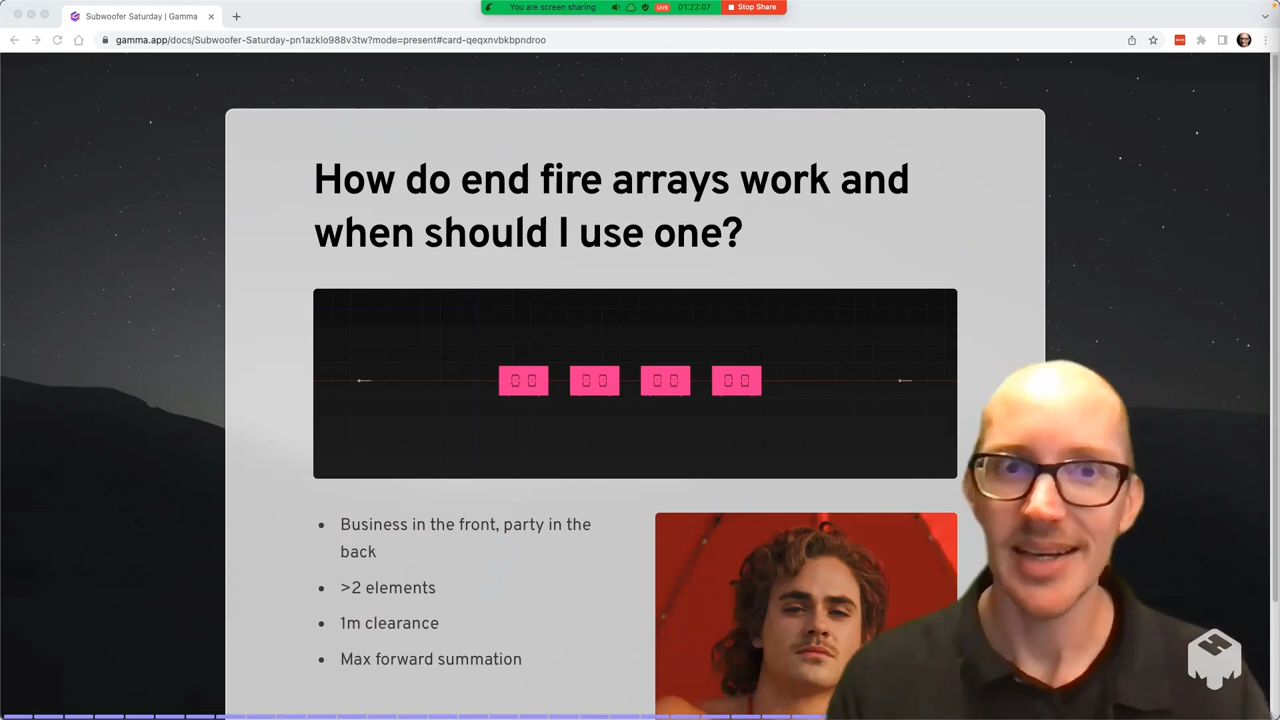 Subwoofer Saturday | Gamma
You are screen sharing
LIVE
01:22:07
Stop Share
gamma.app/docs/Subwoofer-Saturday-pn1azklo988v3tw?mode=present#card-qeqxnvbkbpndroo
How do end fire arrays work and
when should I use one?
Business in the front, party in the
back
>2 elements
1m clearance
Max forward summation